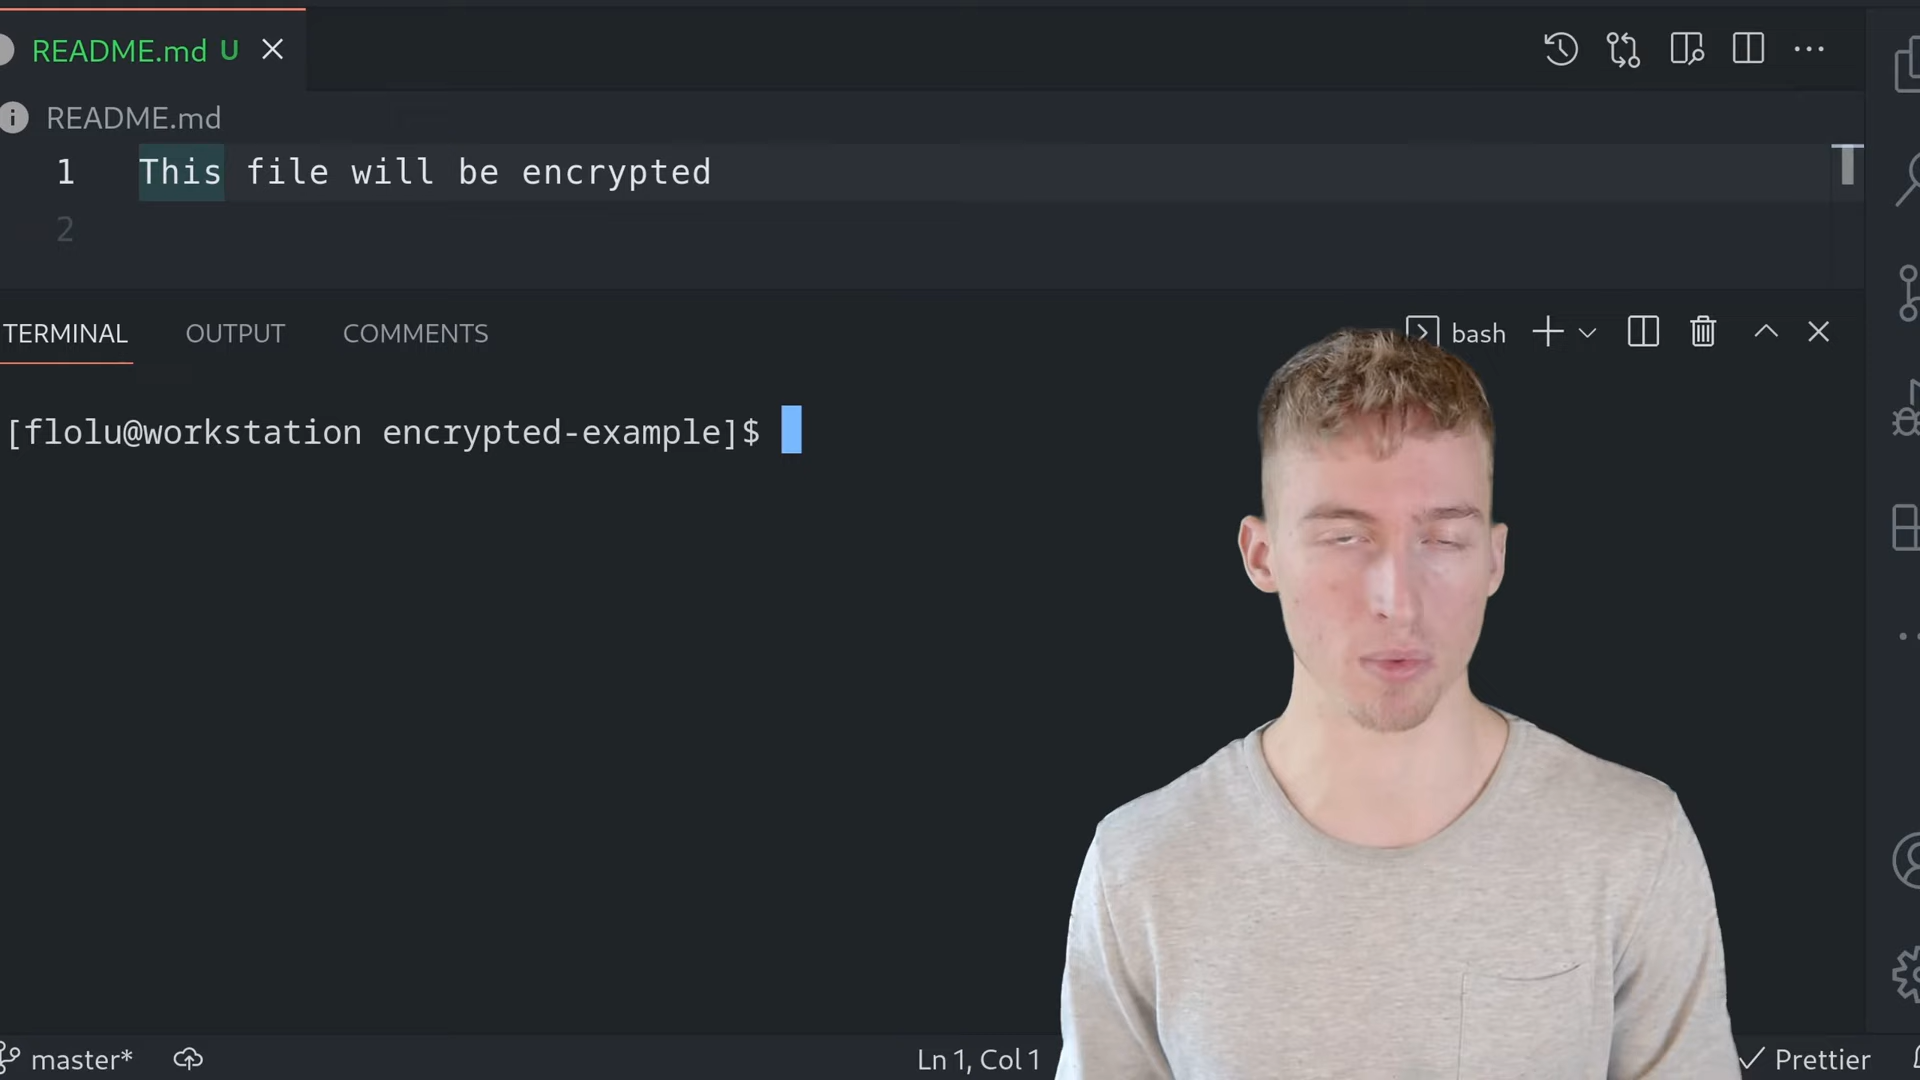 README.md U
README.md
1 This file will be encrypted
2
TERMINAL OUTPUT COMMENTS bash
[flolu@workstation encrypted-example]$
master* Ln 1, Col 1 Prettier